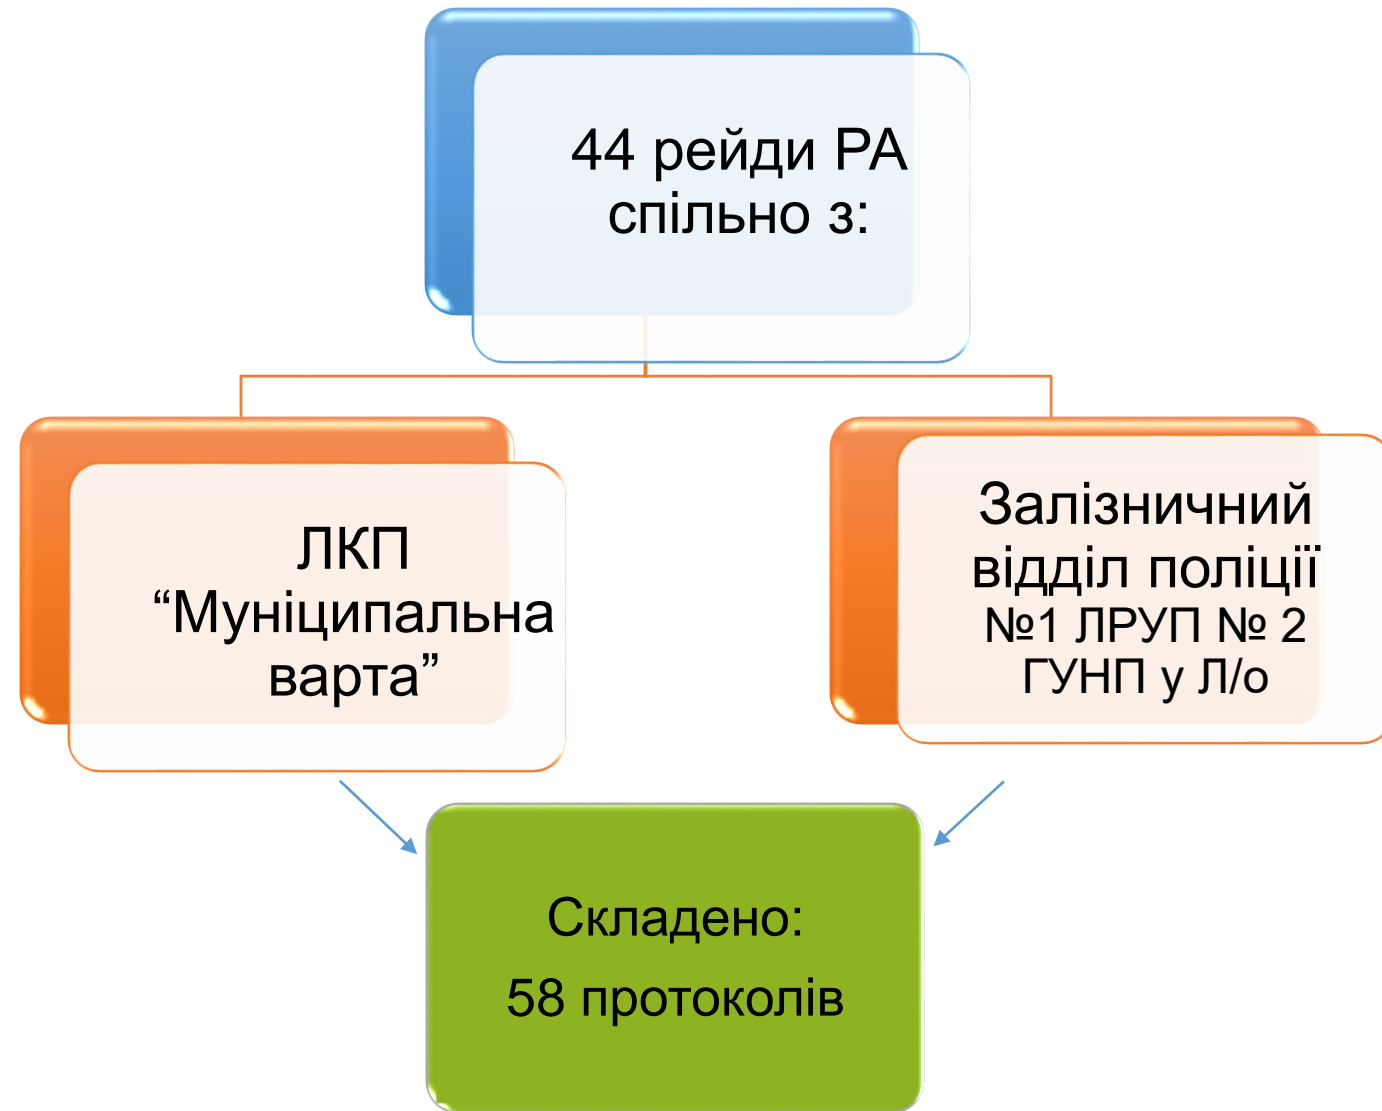 44 рейди РА
спільно з:
ЛКП
“Муніципальна
варта”
Залізничний
відділ поліції
№1 ЛРУП № 2
ГУНП у Л/о
Складено:
58 протоколів